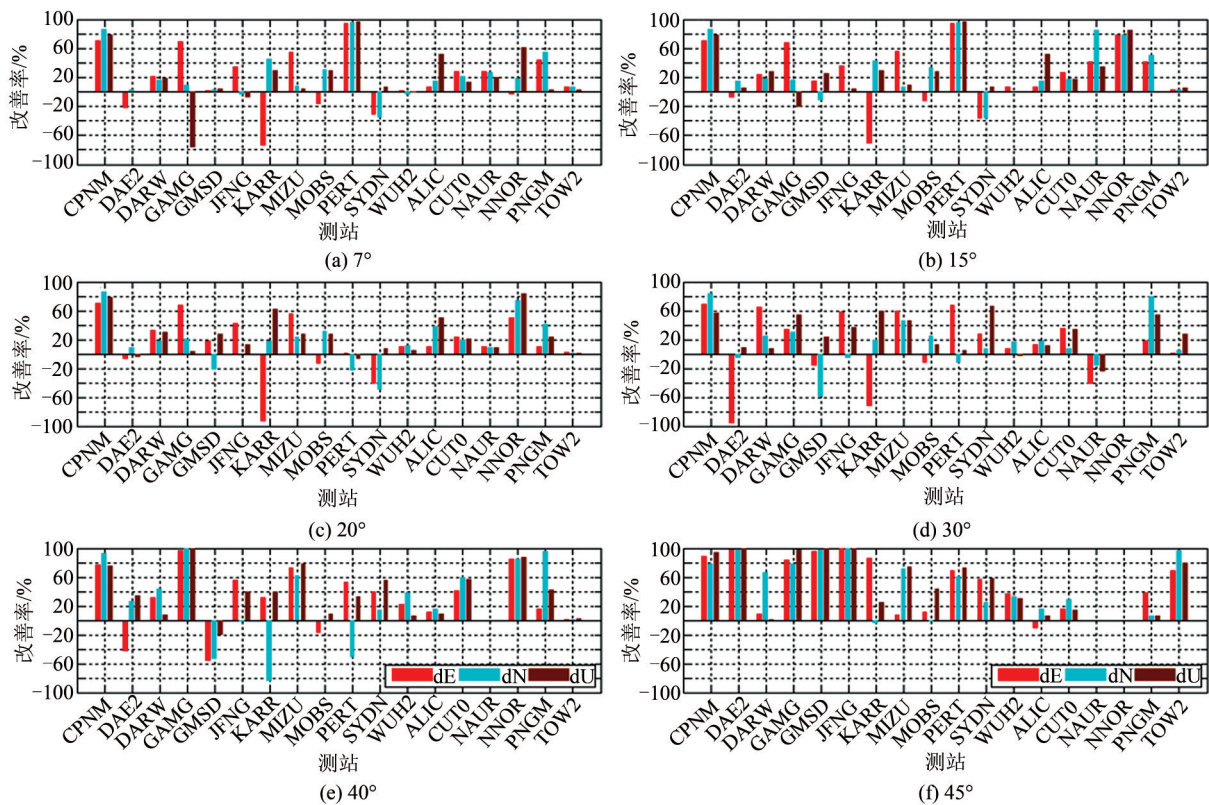 改善率/%
100
60
20
−20
−60
−100
CPNM
DAE2
DARW
GAMG
GMSD
JFNG
KARR
MIZU
MOBS
PERT
SYDN
WUH2
ALIC
CUT0
NAUR
NNOR
PNGM
TOW2
测站
(a) 7°
改善率/%
100
60
20
−20
−60
−100
CPNM
DAE2
DARW
GAMG
GMSD
JFNG
KARR
MIZU
MOBS
PERT
SYDN
WUH2
ALIC
CUT0
NAUR
NNOR
PNGM
TOW2
测站
(b) 15°
改善率/%
100
60
20
−20
−60
−100
CPNM
DAE2
DARW
GAMG
GMSD
JFNG
KARR
MIZU
MOBS
PERT
SYDN
WUH2
ALIC
CUT0
NAUR
NNOR
PNGM
TOW2
测站
(c) 20°
改善率/%
100
60
20
−20
−60
−100
CPNM
DAE2
DARW
GAMG
GMSD
JFNG
KARR
MIZU
MOBS
PERT
SYDN
WUH2
ALIC
CUT0
NAUR
NNOR
PNGM
TOW2
测站
(d) 30°
改善率/%
100
60
20
−20
−60
−100
dE dN dU
CPNM
DAE2
DARW
GAMG
GMSD
JFNG
KARR
MIZU
MOBS
PERT
SYDN
WUH2
ALIC
CUT0
NAUR
NNOR
PNGM
TOW2
测站
(e) 40°
改善率/%
100
60
20
−20
−60
−100
dE dN dU
CPNM
DAE2
DARW
GAMG
GMSD
JFNG
KARR
MIZU
MOBS
PERT
SYDN
WUH2
ALIC
CUT0
NAUR
NNOR
PNGM
TOW2
测站
(f) 45°